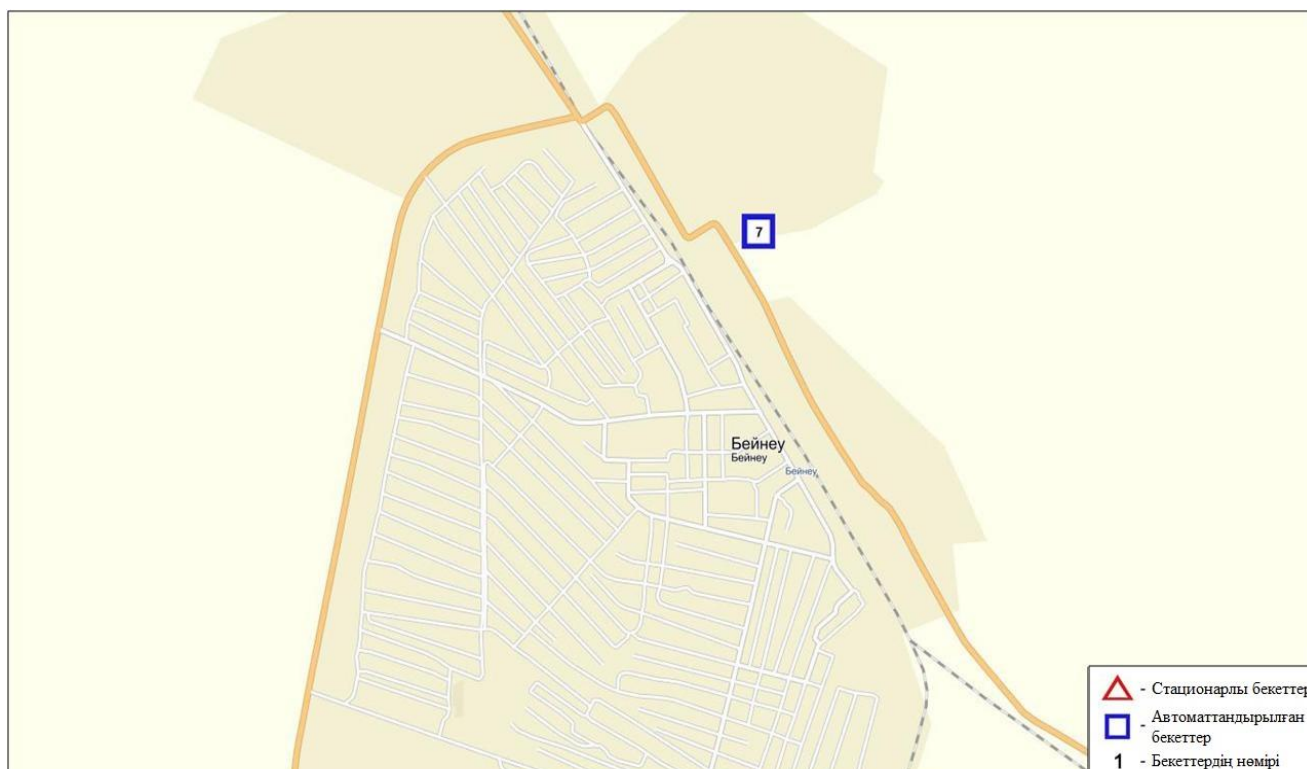 7
Бейнеу
Бейнеу
Бейнеу
- Стационарлы бекеттер
- Автоматтандырылған
бекеттер
1 - Бекеттердің нөмірі